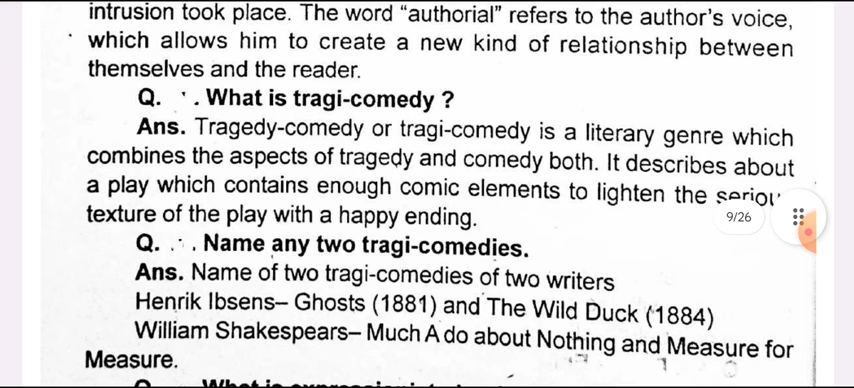 intrusion took place. The word “authorial” refers to the author’s voice,
which allows him to create a new kind of relationship between
themselves and the reader.
Q. . What is tragi-comedy ?
Ans. Tragedy-comedy or tragi-comedy is a literary genre which
combines the aspects of tragedy and comedy both. It describes about
a play which contains enough comic elements to lighten the
texture of the play with a happy ending.
9/26
Q. . Name any two tragi-comedies.
Ans. Name of two tragi-comedies of two writers
Henrik Ibsens– Ghosts (1881) and The Wild Duck (1884)
William Shakespears– Much A do about Nothing and Measure for
Measure.